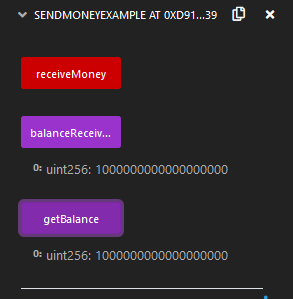 SENDMONEYEXAMPLE AT 0XD91...39
receiveMoney
balanceReceiv...
0: uint256: 1000000000000000000
getBalance
0: uint256: 1000000000000000000